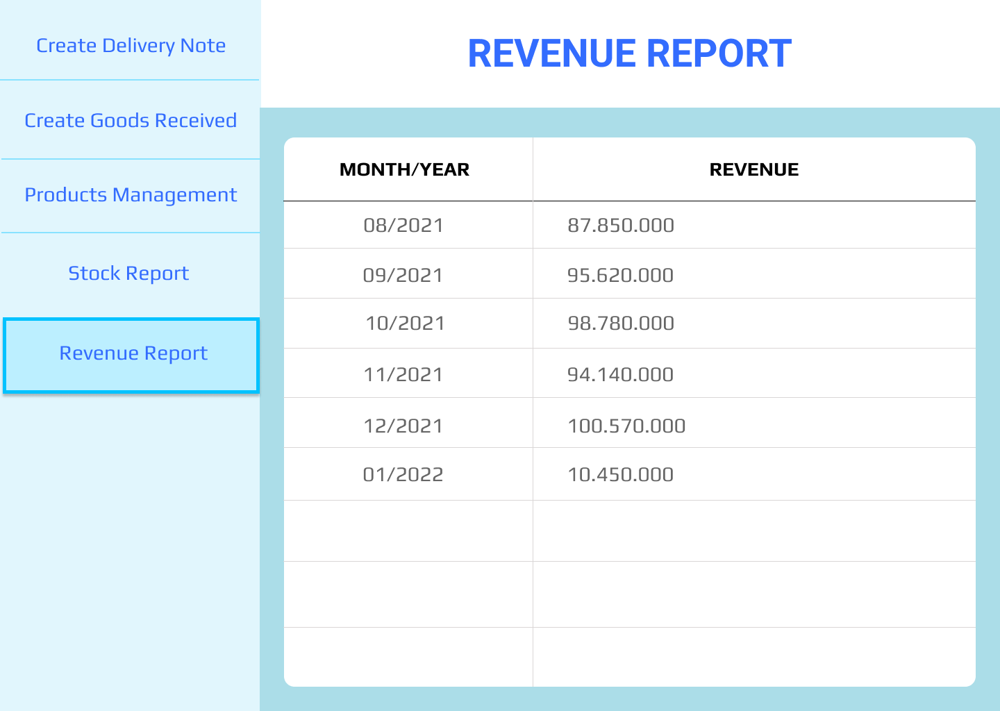 Create Delivery Note
Create Goods Received
Products Management
Stock Report
Revenue Report
REVENUE REPORT
MONTH/YEAR REVENUE
08/2021 87.850.000
09/2021 95.620.000
10/2021 98.780.000
11/2021 94.140.000
12/2021 100.570.000
01/2022 10.450.000